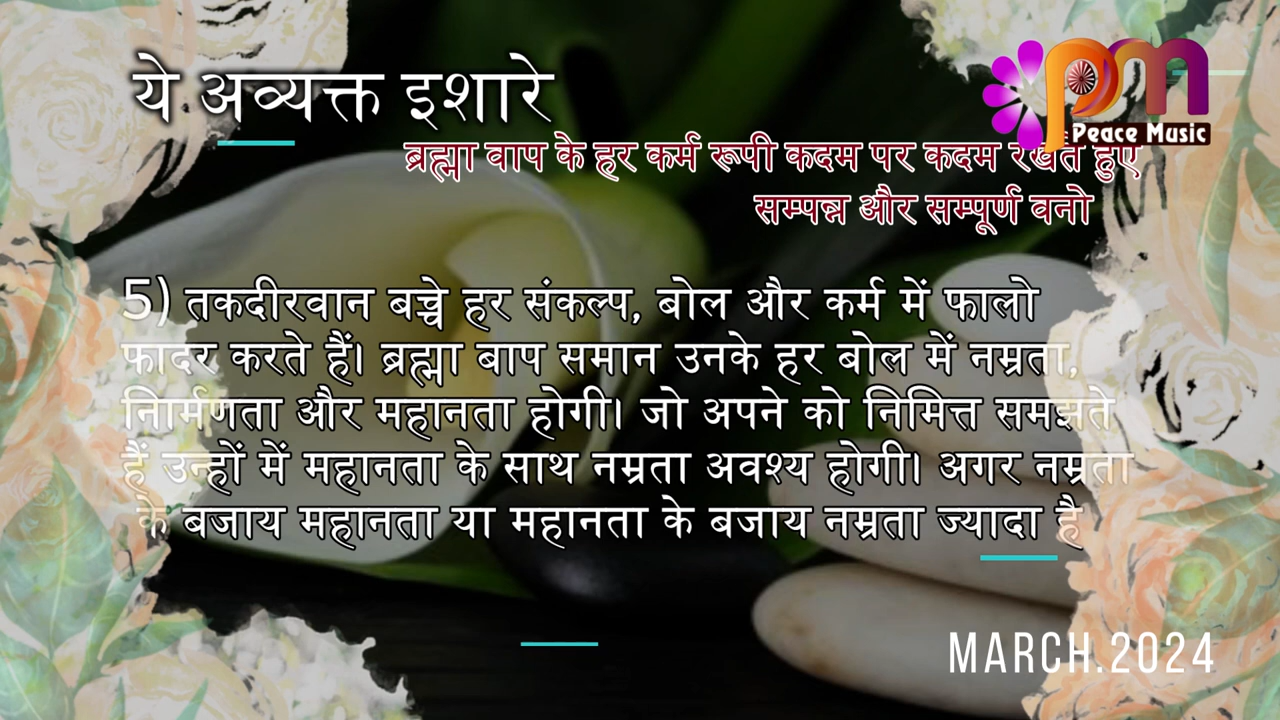 ये अव्यक्त इशारे
Peace Music
ब्रह्मा वाप के हर कर्म रूपी कदम पर कदम रखते हुए
सम्पन्न और सम्पूर्ण वनो
5) तकदीरवान बच्चे हर संकल्प, बोल और कर्म में फालो
फादर करते हैं। ब्रह्मा बाप समान उनके हर बोल में नम्रता,
निार्मणता और महानता होगी। जो अपने को निमित्त समझते
हैं उन्हों में महानता के साथ नम्रता अवश्य होगी। अगर नम्रता
के बजाय महानता या महानता के बजाय नम्रता ज्यादा है
MARCH.2024